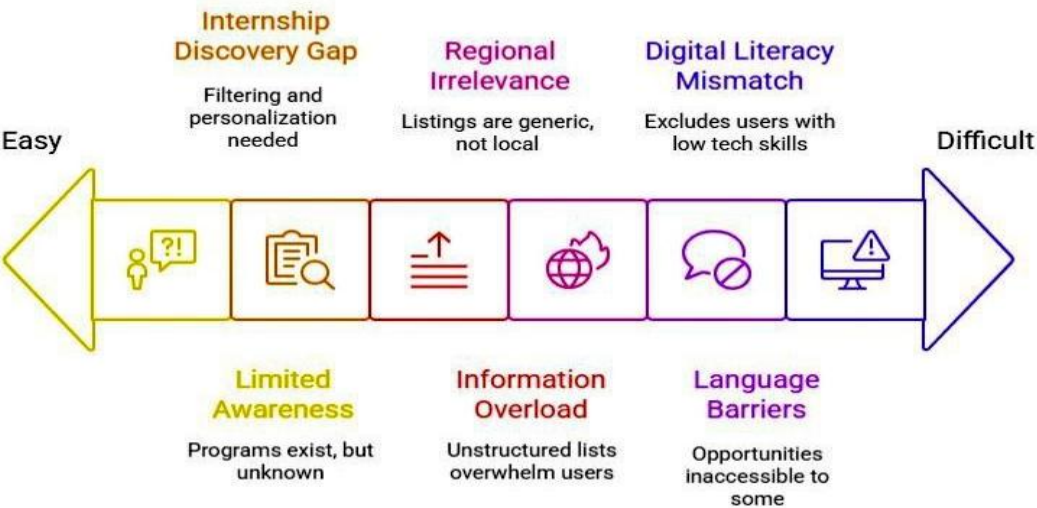 Internship
Discovery Gap
Filtering and
personalization
needed
Regional
Irrelevance
Listings are generic,
not local
Digital Literacy
Mismatch
Excludes users with
low tech skills
Easy
Difficult
?!
Limited
Awareness
Programs exist, but
unknown
Information
Overload
Unstructured lists
overwhelm users
Language
Barriers
Opportunities
inaccessible to
some